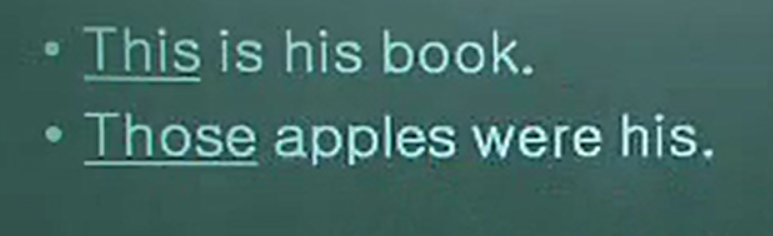 • This is his book.
• Those apples were his.